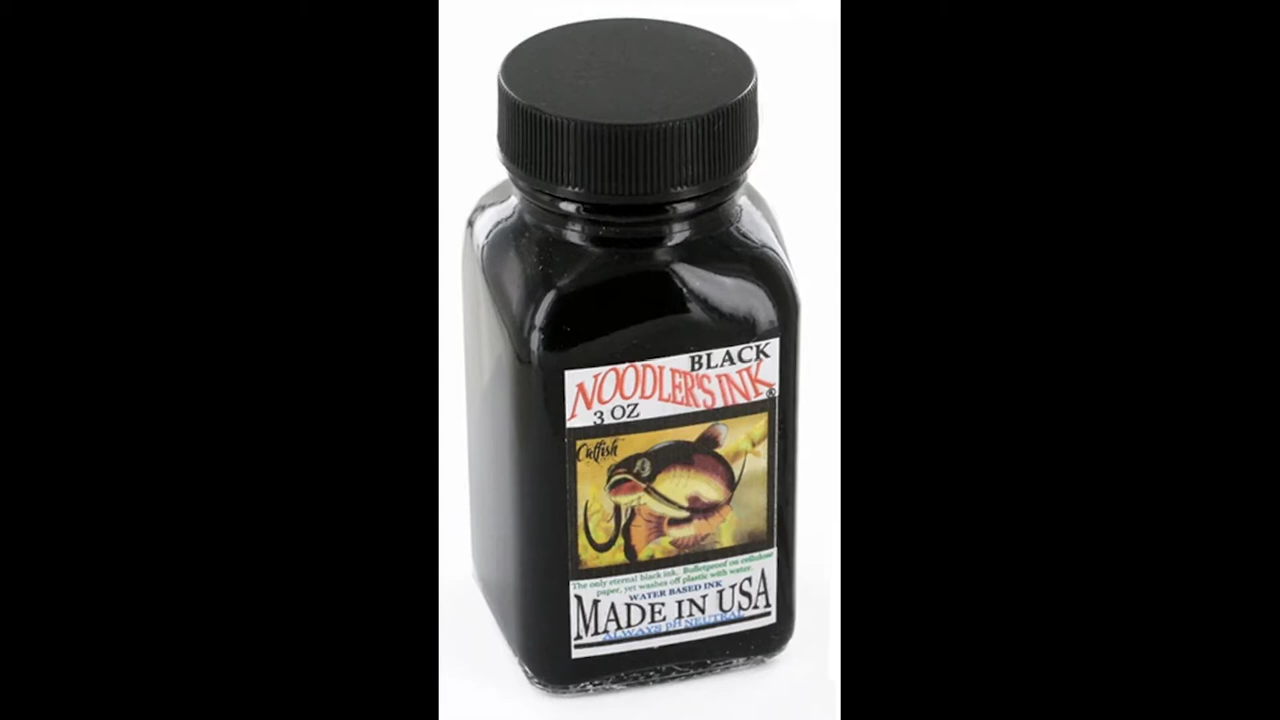 BLACK
NOODLER'S INK®
3 OZ
Catfish
The only eternal black ink. Bulletproof on cellulose
paper, yet washes off plastic with water.
WATER BASED INK
MADE IN USA
ALWAYS pH NEUTRAL